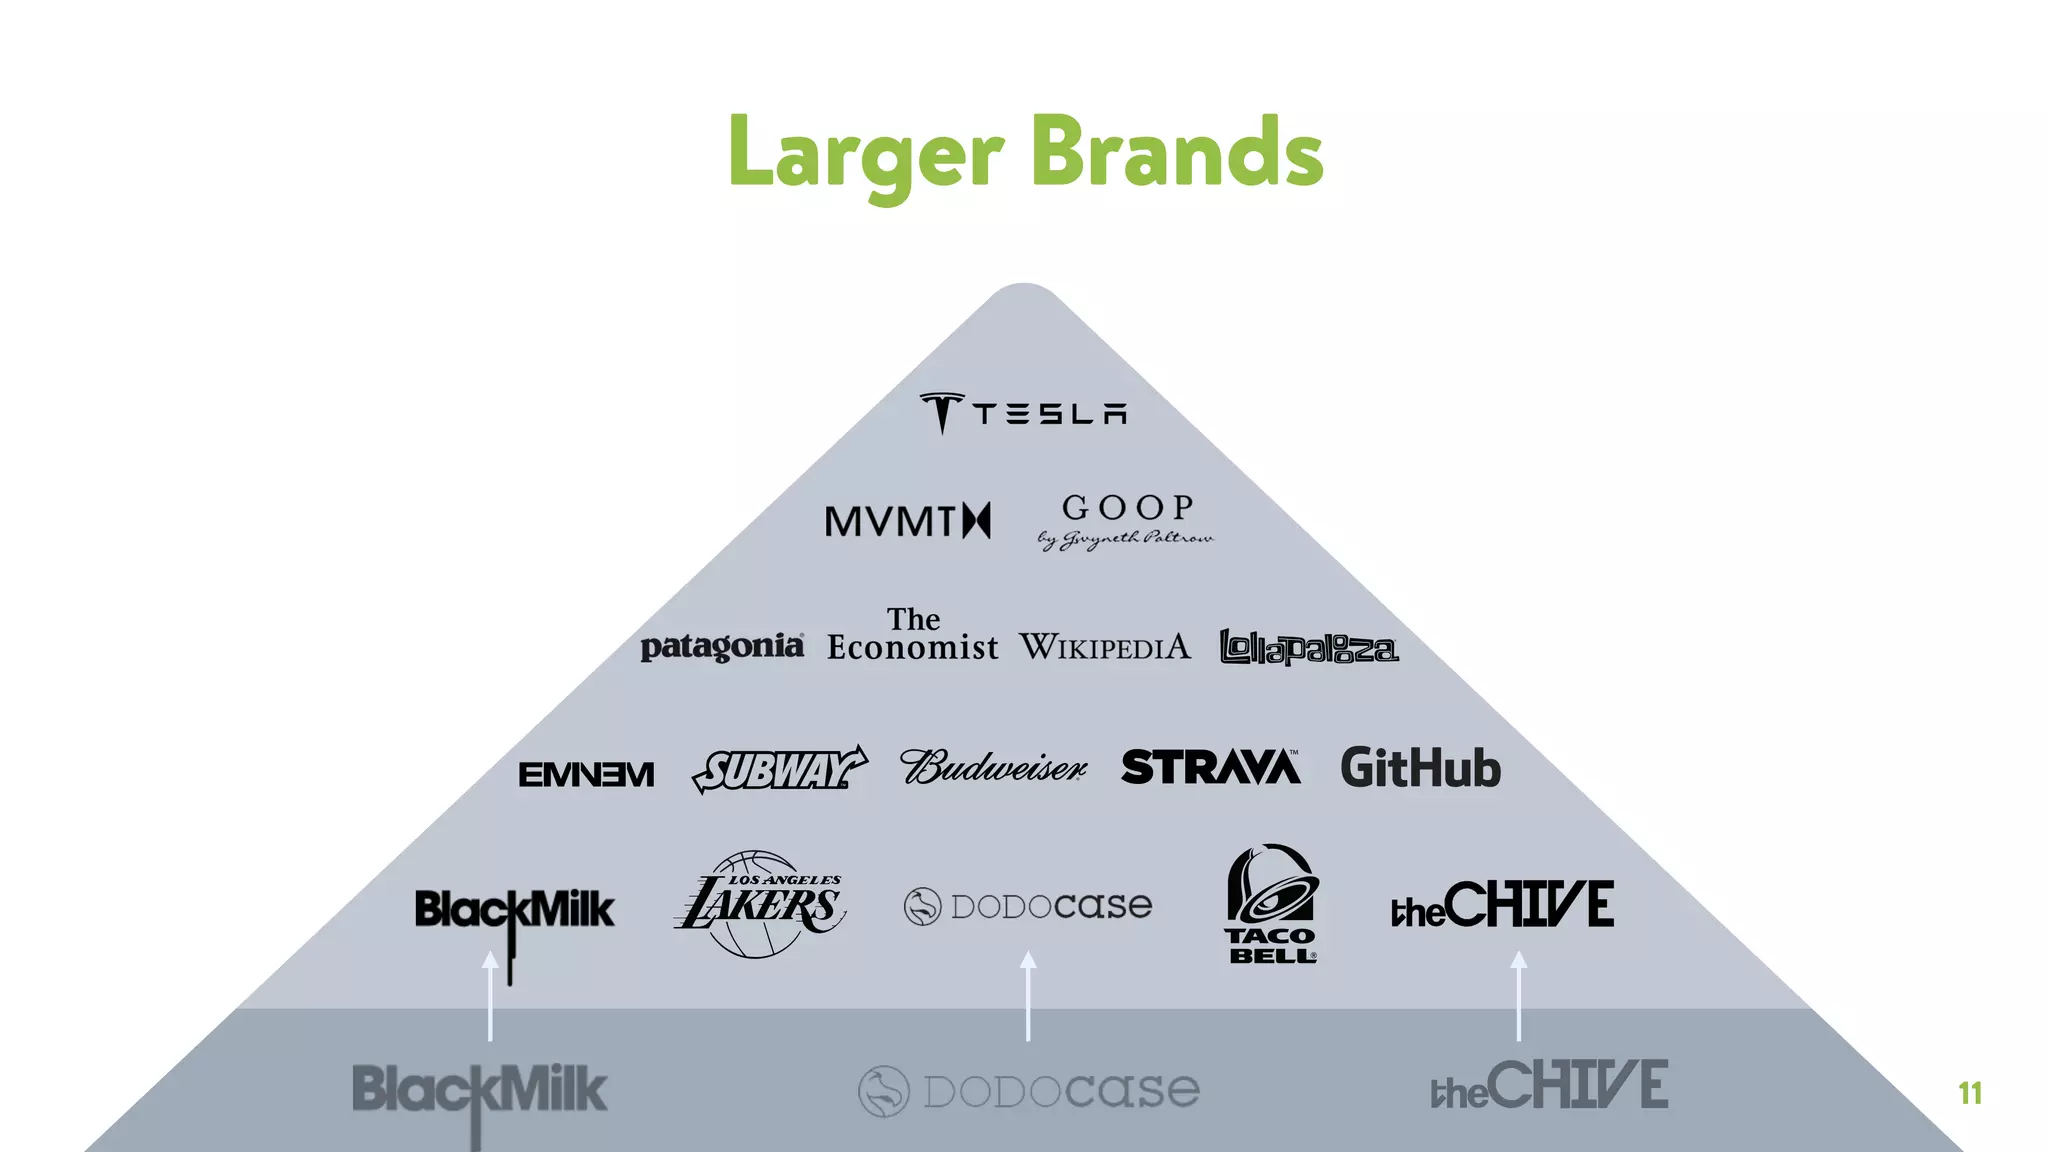 Larger Brands
TESLA
MVMT
GOOP
by Gwyneth Paltrow
patagonia®
The
Economist
WIKIPEDIA
Lollapalooza
EMINEM
SUBWAY
Budweiser
STRAVA™
GitHub
BlackMilk
LOS ANGELES
LAKERS
DODOcase
TACO
BELL®
theCHIVE
BlackMilk
DODOcase
theCHIVE
11